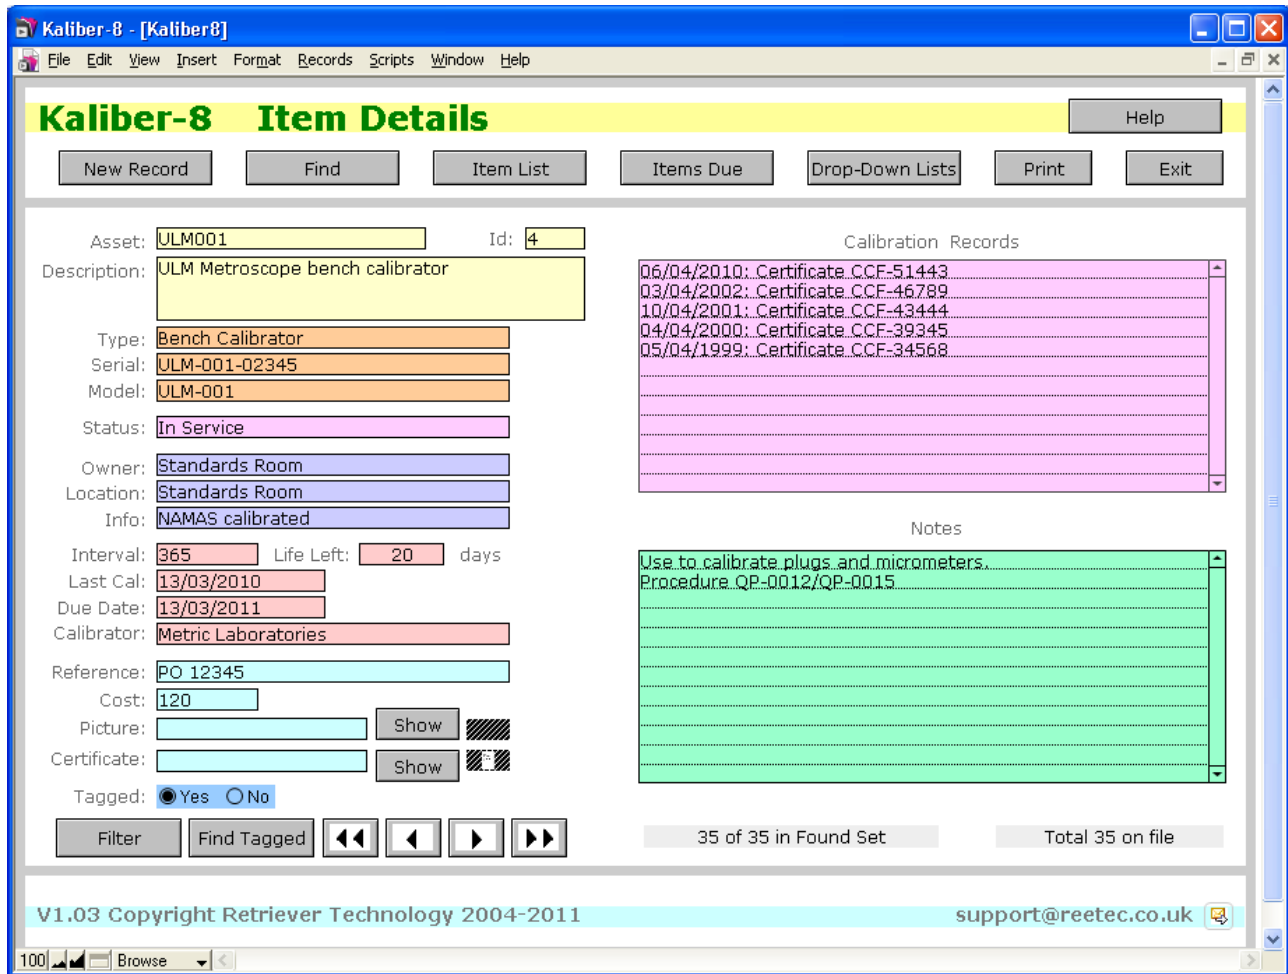 Kaliber-8 - [Kaliber8]
File Edit View Insert Format Records Scripts Window Help
Kaliber-8 Item Details
Help
New Record Find Item List Items Due Drop-Down Lists Print Exit
Asset: ULM001 Id: 4
Description: ULM Metroscope bench calibrator
Type: Bench Calibrator
Serial: ULM-001-02345
Model: ULM-001
Status: In Service
Owner: Standards Room
Location: Standards Room
Info: NAMAS calibrated
Interval: 365 Life Left: 20 days
Last Cal: 13/03/2010
Due Date: 13/03/2011
Calibrator: Metric Laboratories
Reference: PO 12345
Cost: 120
Picture: Show
Certificate: Show
Tagged: Yes No
Filter Find Tagged
Calibration Records
06/04/2010: Certificate CCF-51443
03/04/2002: Certificate CCF-46789
10/04/2001: Certificate CCF-43444
04/04/2000: Certificate CCF-39345
05/04/1999: Certificate CCF-34568
Notes
Use to calibrate plugs and micrometers.
Procedure QP-0012/QP-0015
35 of 35 in Found Set Total 35 on file
V1.03 Copyright Retriever Technology 2004-2011 support@reetec.co.uk
100 Browse